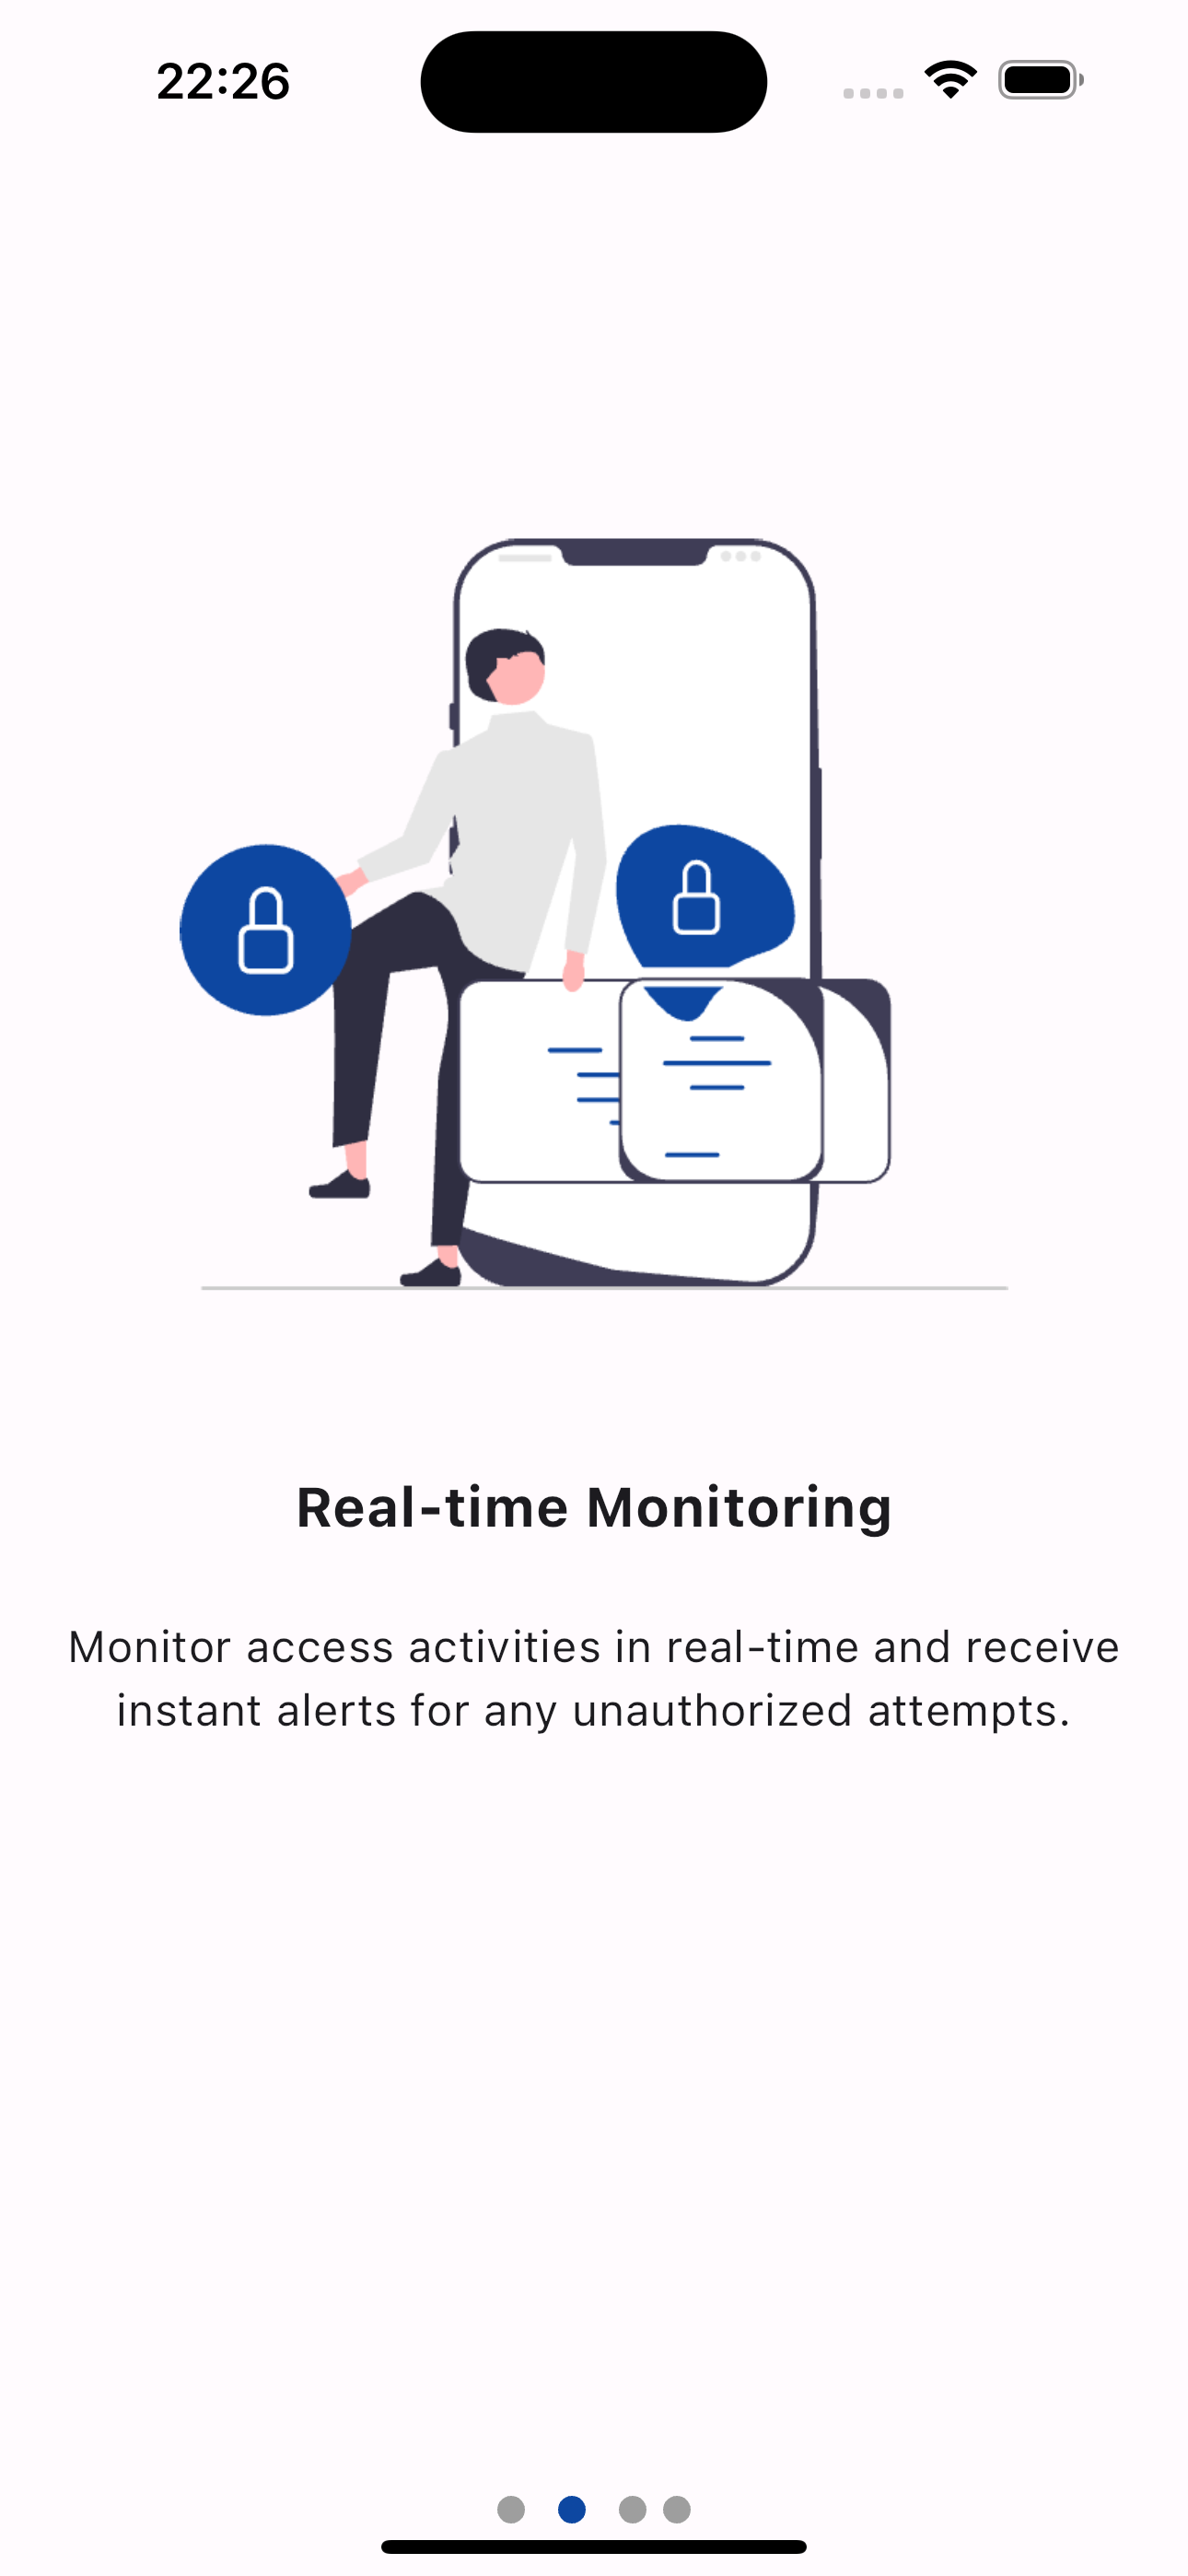 22:26
Real-time Monitoring
Monitor access activities in real-time and receive
instant alerts for any unauthorized attempts.